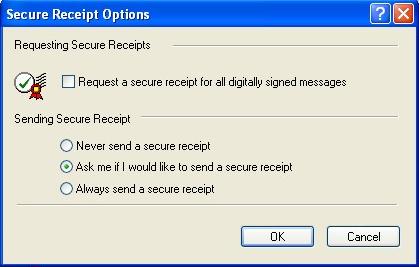 Secure Receipt Options
Requesting Secure Receipts
Request a secure receipt for all digitally signed messages
Sending Secure Receipt
Never send a secure receipt
Ask me if I would like to send a secure receipt
Always send a secure receipt
OK Cancel